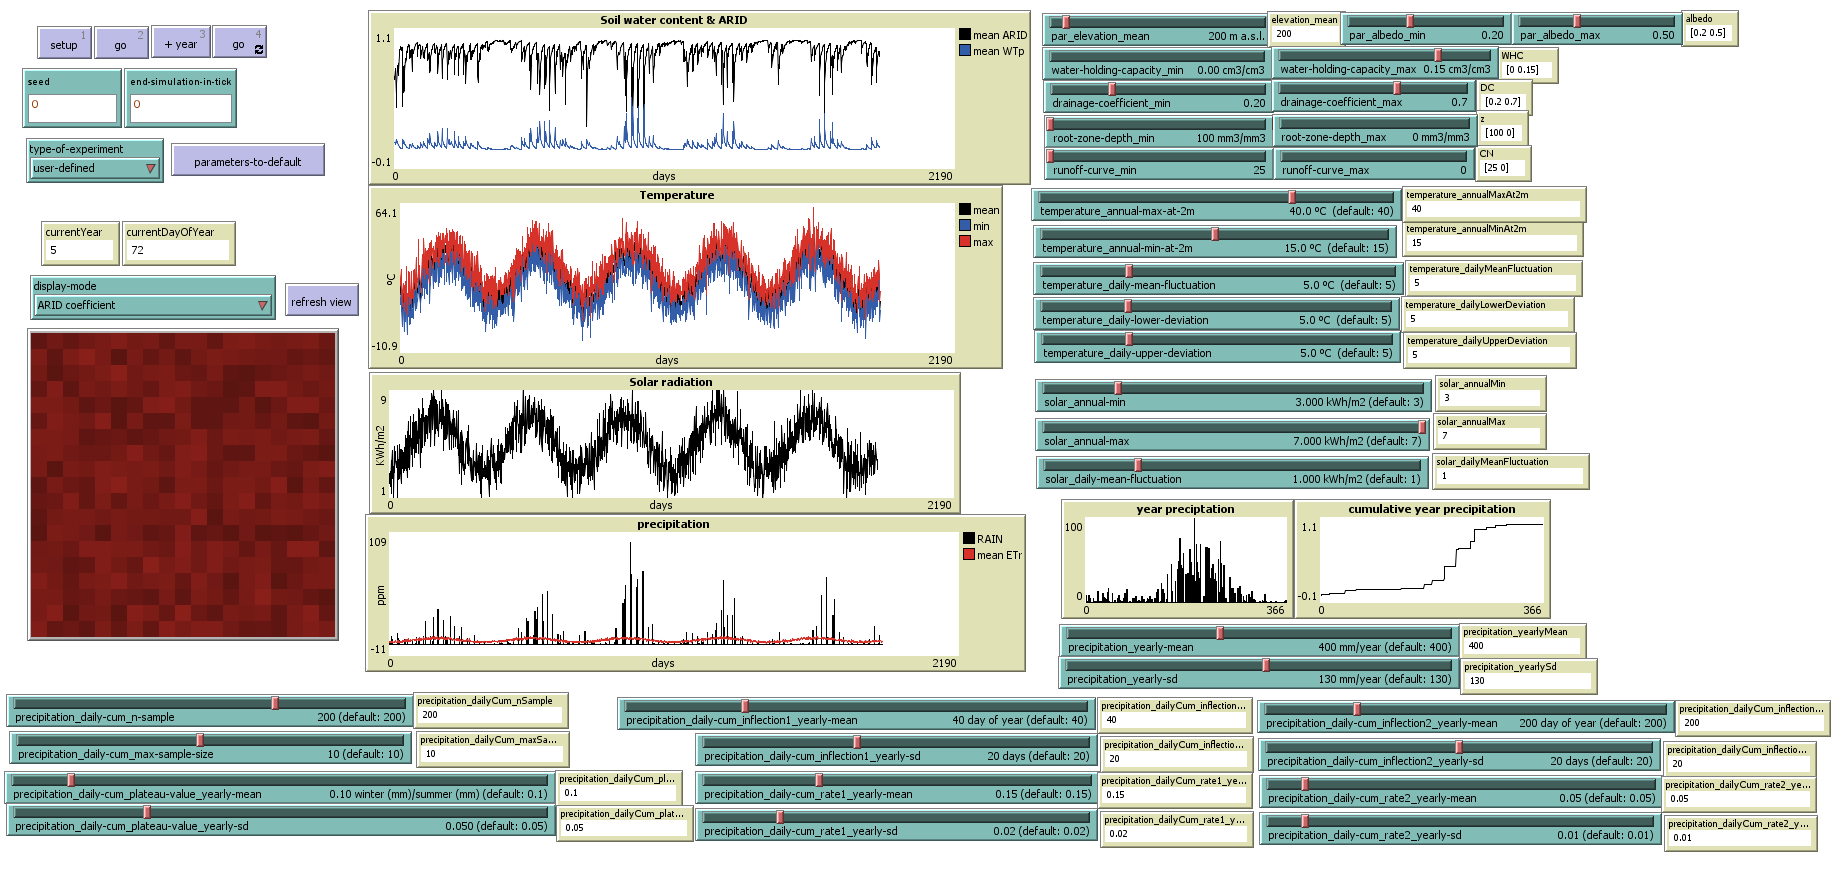 setup 1
go 2
+ year 3
go 4
seed
0
end-simulation-in-tick
0
type-of-experiment
user-defined
parameters-to-default
currentYear
5
currentDayOfYear
72
display-mode
ARID coefficient
refresh view
Soil water content & ARID
1.1
-0.1
0
days
2190
mean ARID
mean WTp
Temperature
64.1
ºC
-10.9
0
days
2190
mean
min
max
Solar radiation
9
KWh/m2
1
0
days
2190
precipitation
109
ppm
-11
0
days
2190
RAIN
mean ETr
par_elevation_mean 200 m a.s.l.
elevation_mean
200
par_albedo_min 0.20
par_albedo_max 0.50
albedo
[0.2 0.5]
water-holding-capacity_min 0.00 cm3/cm3
water-holding-capacity_max 0.15 cm3/cm3
WHC
[0 0.15]
drainage-coefficient_min 0.20
drainage-coefficient_max 0.7
DC
[0.2 0.7]
root-zone-depth_min 100 mm3/mm3
root-zone-depth_max 0 mm3/mm3
z
[100 0]
runoff-curve_min 25
runoff-curve_max 0
CN
[25 0]
temperature_annual-max-at-2m 40.0 ºC (default: 40)
temperature_annualMaxAt2m
40
temperature_annual-min-at-2m 15.0 ºC (default: 15)
temperature_annualMinAt2m
15
temperature_daily-mean-fluctuation 5.0 ºC (default: 5)
temperature_dailyMeanFluctuation
5
temperature_daily-lower-deviation 5.0 ºC (default: 5)
temperature_dailyLowerDeviation
5
temperature_daily-upper-deviation 5.0 ºC (default: 5)
temperature_dailyUpperDeviation
5
solar_annual-min 3.000 kWh/m2 (default: 3)
solar_annualMin
3
solar_annual-max 7.000 kWh/m2 (default: 7)
solar_annualMax
7
solar_daily-mean-fluctuation 1.000 kWh/m2 (default: 1)
solar_dailyMeanFluctuation
1
year preciptation
100
0
0
366
cumulative year precipitation
1.1
-0.1
0
366
precipitation_yearly-mean 400 mm/year (default: 400)
precipitation_yearlyMean
400
precipitation_yearly-sd 130 mm/year (default: 130)
precipitation_yearlySd
130
precipitation_daily-cum_n-sample 200 (default: 200)
precipitation_dailyCum_nSample
200
precipitation_daily-cum_max-sample-size 10 (default: 10)
precipitation_dailyCum_maxSa...
10
precipitation_daily-cum_plateau-value_yearly-mean 0.10 winter (mm)/summer (mm) (default: 0.1)
precipitation_dailyCum_pl...
0.1
precipitation_daily-cum_plateau-value_yearly-sd 0.050 (default: 0.05)
precipitation_dailyCum_plat...
0.05
precipitation_daily-cum_inflection1_yearly-mean 40 day of year (default: 40)
precipitation_dailyCum_inflection...
40
precipitation_daily-cum_inflection1_yearly-sd 20 days (default: 20)
precipitation_dailyCum_inflectio...
20
precipitation_daily-cum_rate1_yearly-mean 0.15 (default: 0.15)
precipitation_dailyCum_rate1_ye...
0.15
precipitation_daily-cum_rate1_yearly-sd 0.02 (default: 0.02)
precipitation_dailyCum_rate1_y...
0.02
precipitation_daily-cum_inflection2_yearly-mean 200 day of year (default: 200)
precipitation_dailyCum_inflection...
200
precipitation_daily-cum_inflection2_yearly-sd 20 days (default: 20)
precipitation_dailyCum_inflectio...
20
precipitation_daily-cum_rate2_yearly-mean 0.05 (default: 0.05)
precipitation_dailyCum_rate2_ye...
0.05
precipitation_daily-cum_rate2_yearly-sd 0.01 (default: 0.01)
precipitation_dailyCum_rate2_y...
0.01